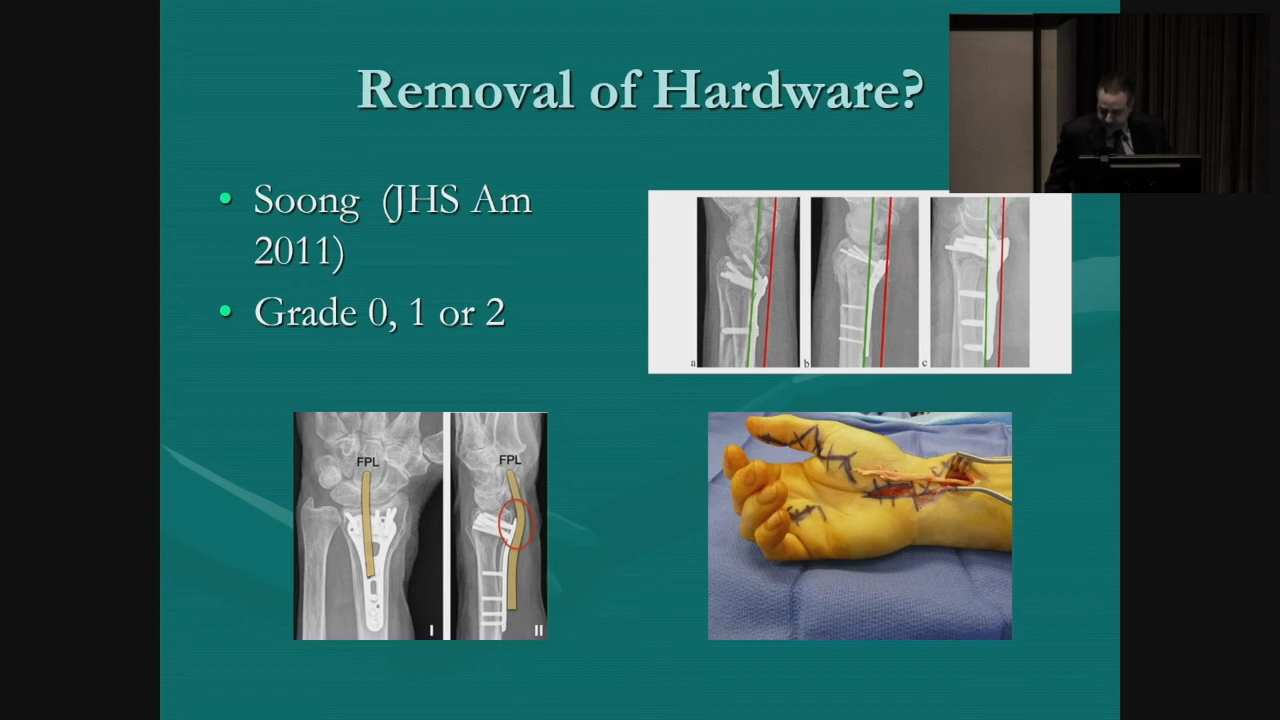 Removal of Hardware?
• Soong (JHS Am
2011)
• Grade 0, 1 or 2
a
b
c
FPL
FPL
I
II